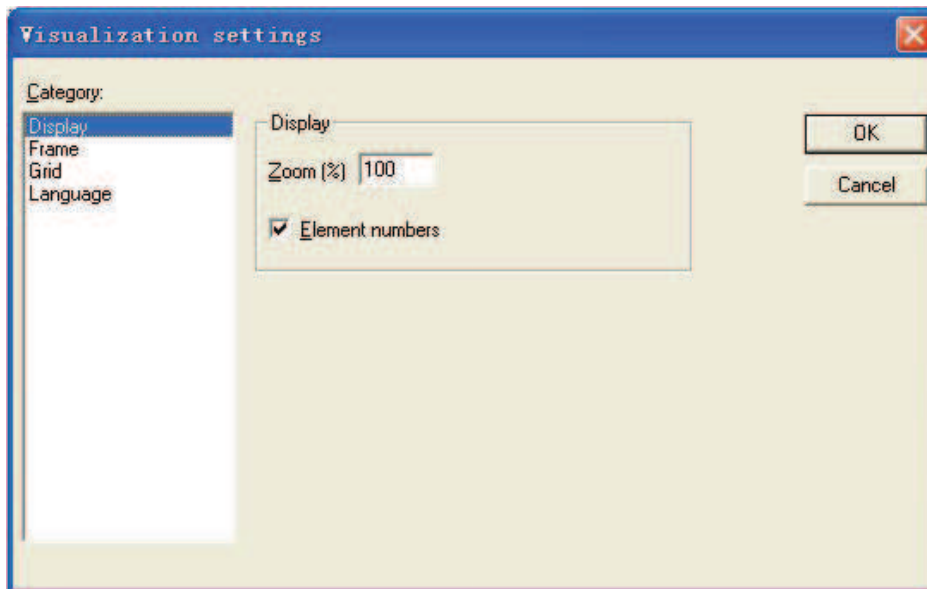 Visualization settings
Category:
Display
Frame
Grid
Language
Display
Zoom (%) 100
Element numbers
OK
Cancel